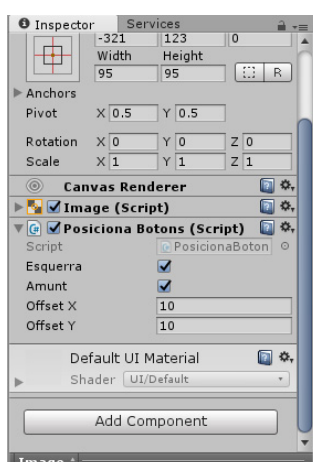 Inspector Services
-321 123 0
Width Height
95 95 R
Anchors
Pivot X 0.5 Y 0.5
Rotation X 0 Y 0 Z 0
Scale X 1 Y 1 Z 1
Canvas Renderer
Image (Script)
Posiciona Botons (Script)
Script PosicionaBoton
Esquerra
Amunt
Offset X 10
Offset Y 10
Default UI Material
Shader UI/Default
Add Component
Image